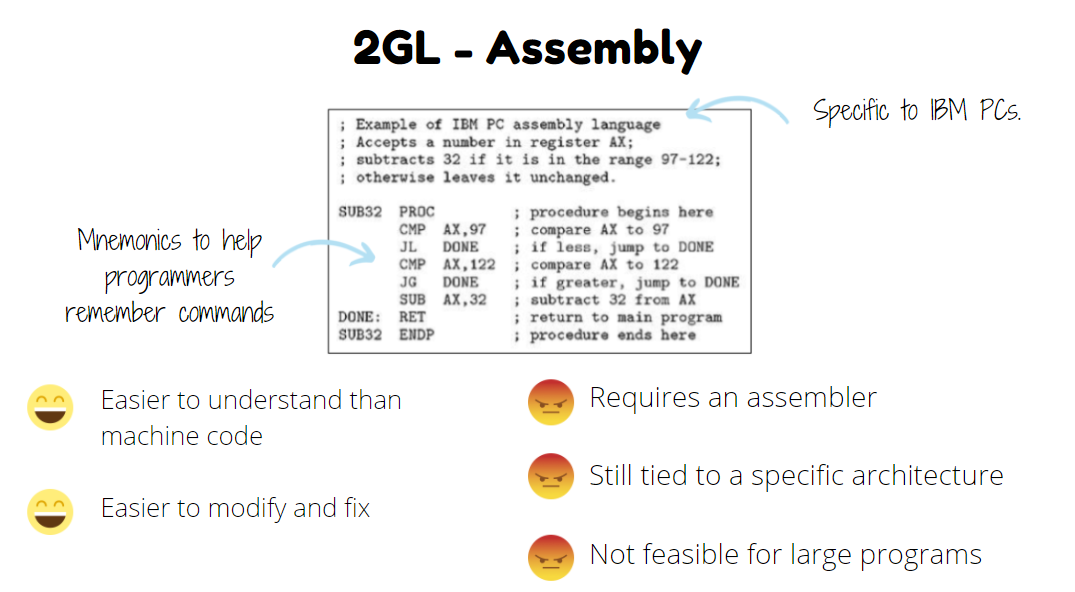 2GL - Assembly
Specific to IBM PCs.
; Example of IBM PC assembly language
; Accepts a number in register AX;
; subtracts 32 if it is in the range 97-122;
; otherwise leaves it unchanged.
SUB32 PROC ; procedure begins here
CMP AX,97 ; compare AX to 97
JL DONE ; if less, jump to DONE
CMP AX,122 ; compare AX to 122
JG DONE ; if greater, jump to DONE
SUB AX,32 ; subtract 32 from AX
DONE: RET ; return to main program
SUB32 ENDP ; procedure ends here
Mnemonics to help
programmers
remember commands
Easier to understand than
machine code
Easier to modify and fix
Requires an assembler
Still tied to a specific architecture
Not feasible for large programs